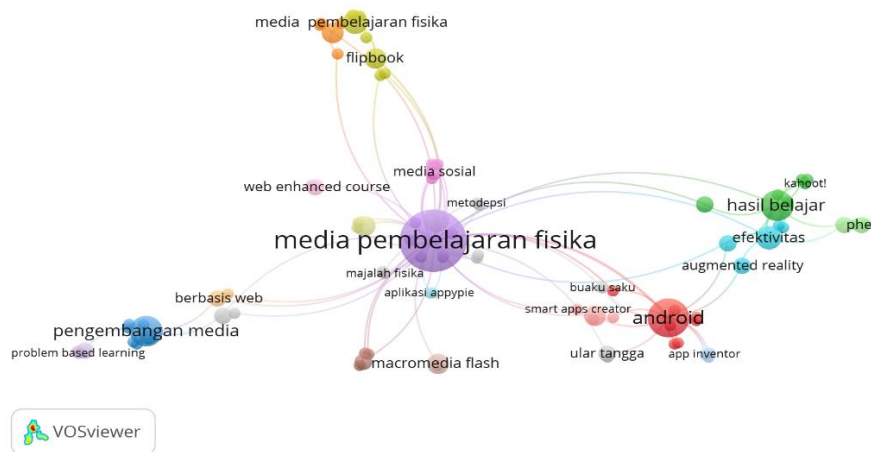 media pembelajaran fisika
flipbook
media sosial
web enhanced course
metodepsi
kahoot!
hasil belajar
phe
media pembelajaran fisika
efektivitas
augmented reality
majalah fisika
aplikasi appypie
buaku saku
berbasis web
smart apps creator
android
pengembangan media
problem based learning
macromedia flash
ular tangga
app inventor
VOSviewer